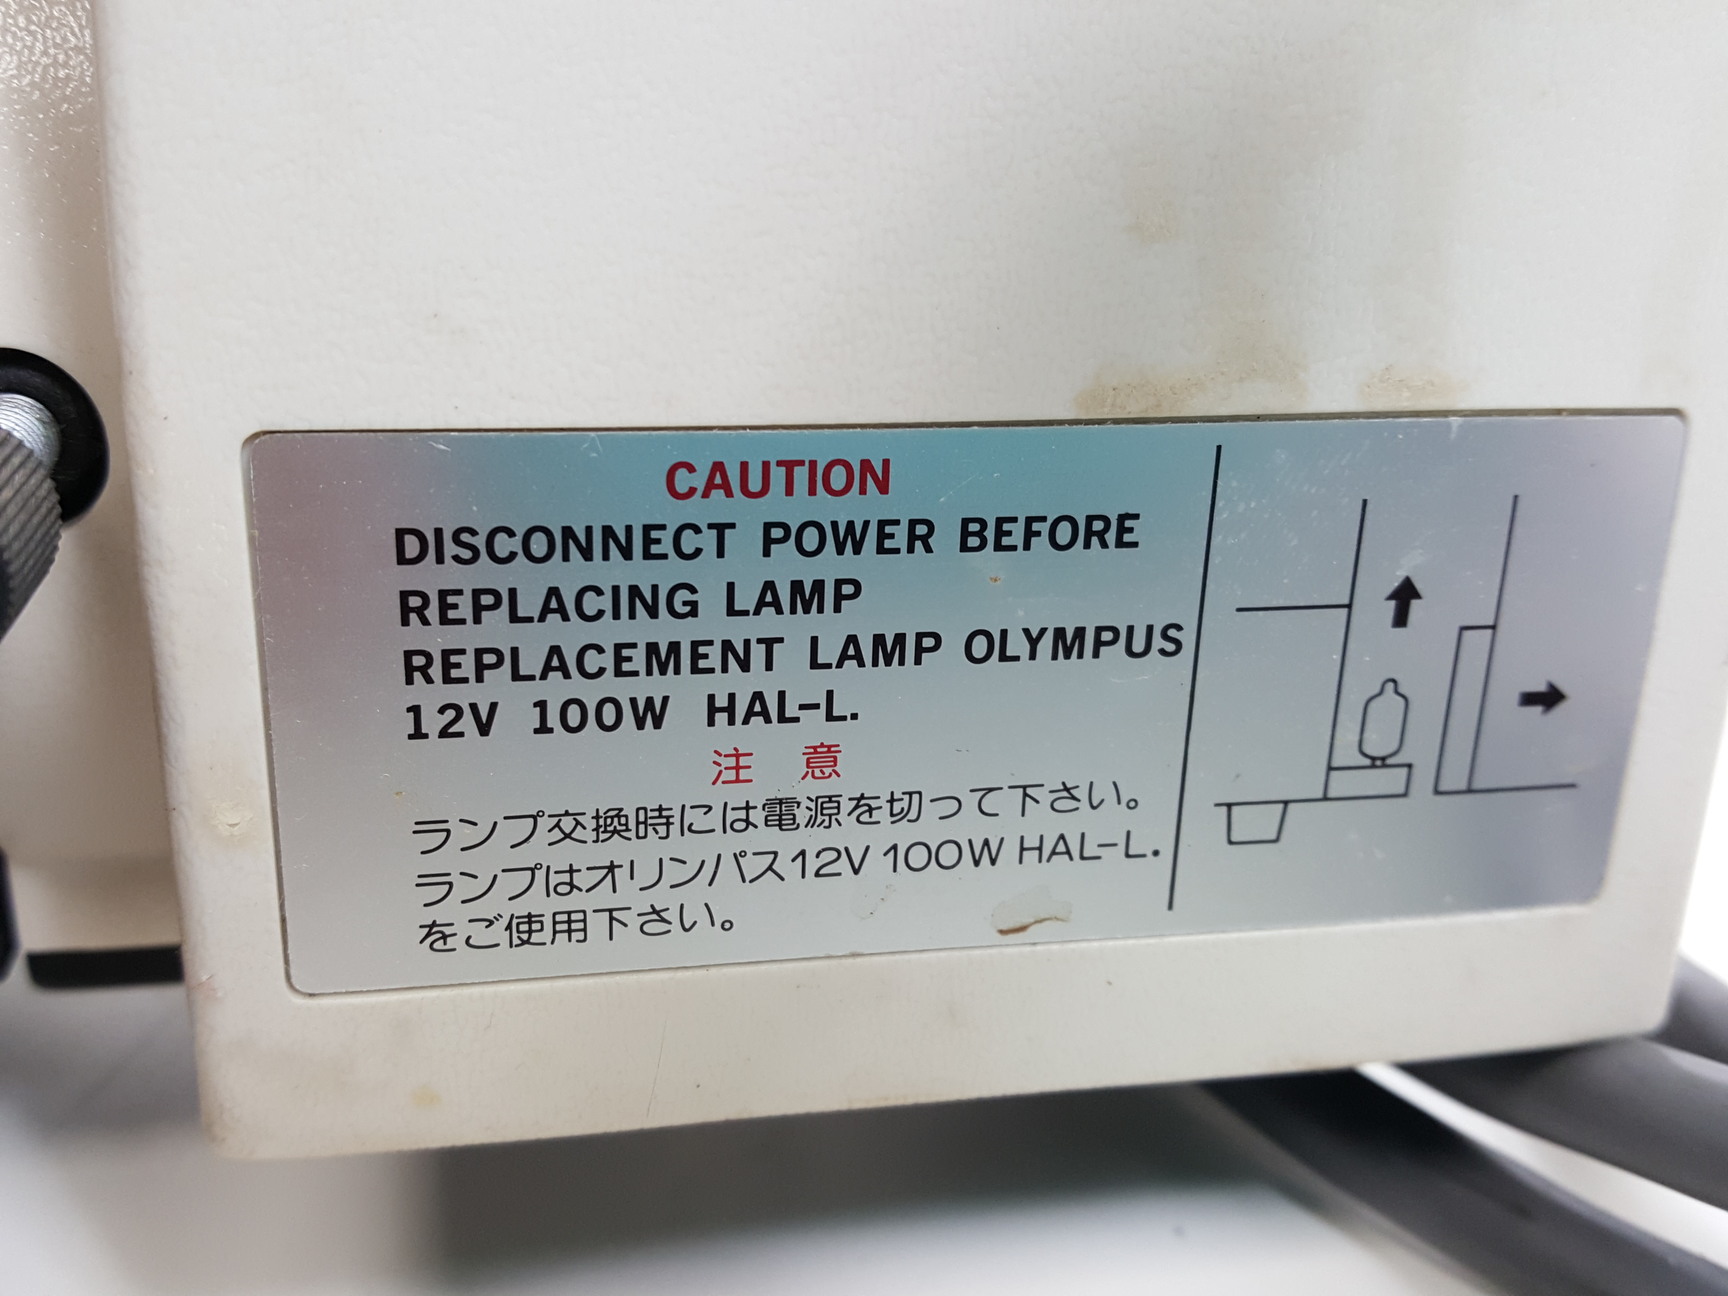 CAUTION
DISCONNECT POWER BEFORE
REPLACING LAMP
REPLACEMENT LAMP OLYMPUS
12V 100W HAL-L.
注 意
ランプ交換時には電源を切って下さい。
ランプはオリンパス12V 100W HAL-L.
をご使用下さい。